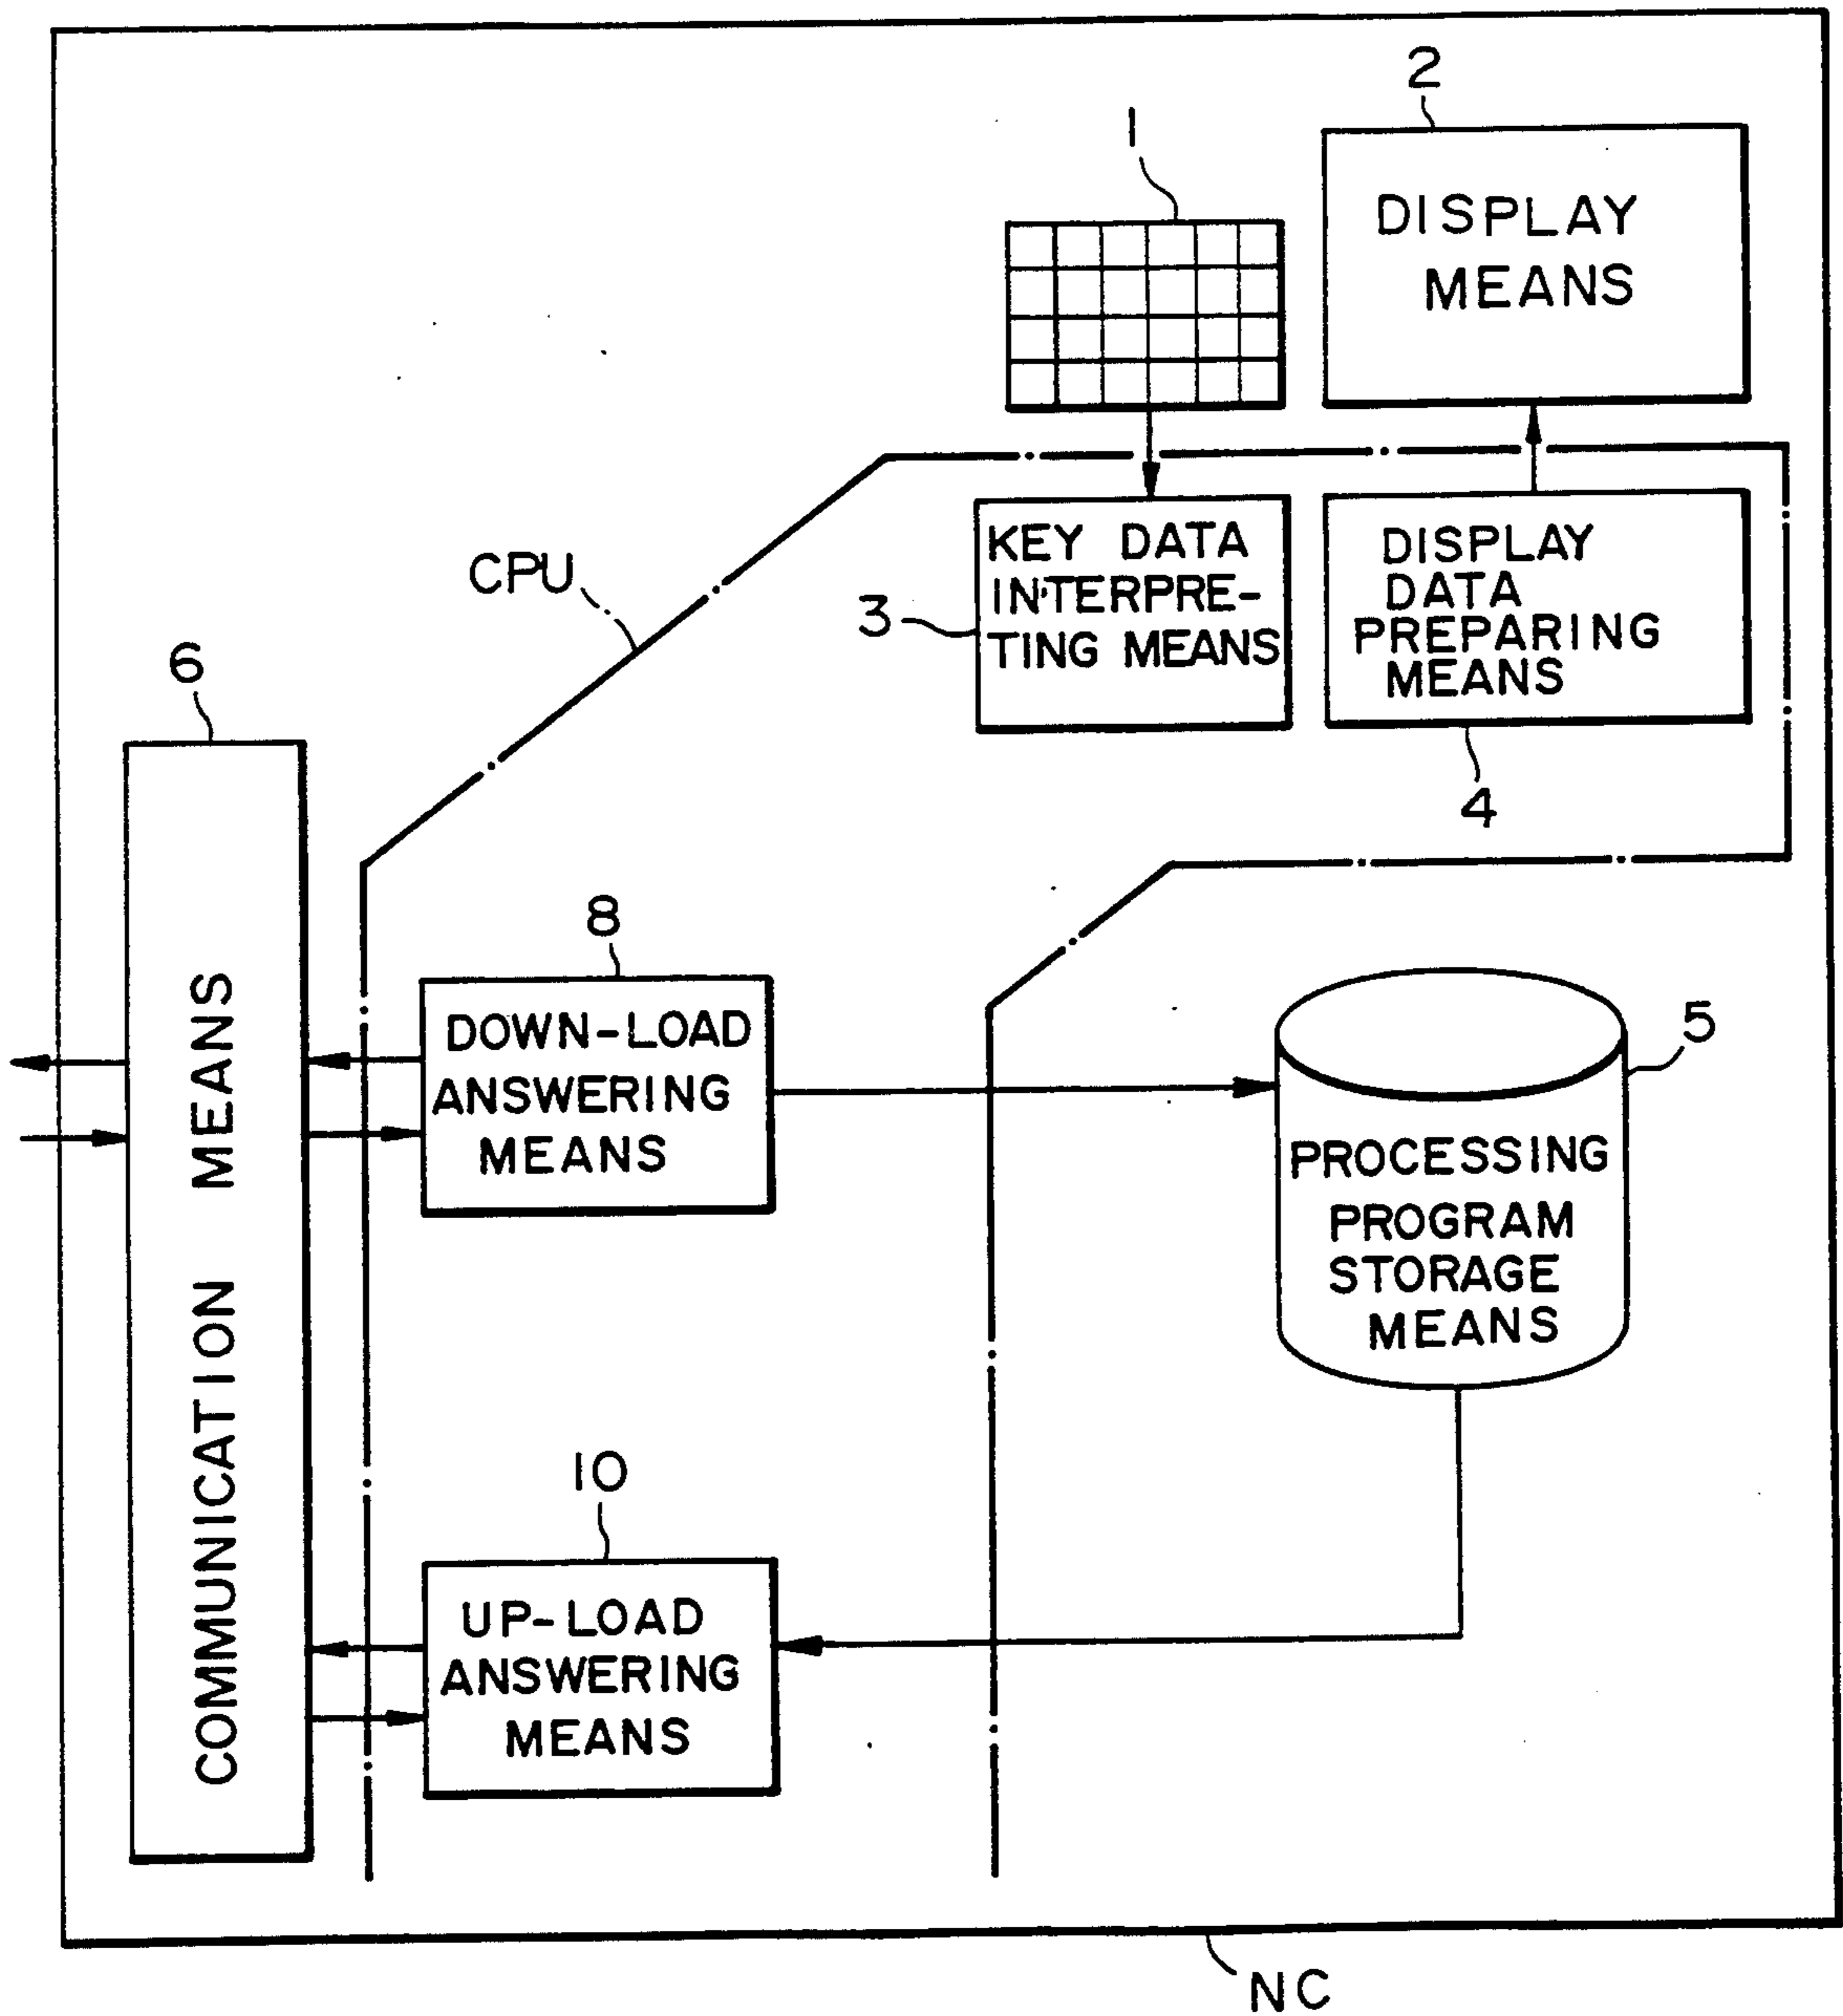 2
1
DISPLAY
MEANS
CPU
3
KEY DATA
INTERPRE-
TING MEANS
DISPLAY
DATA
PREPARING
MEANS
4
6
COMMUNICATION MEANS
8
DOWN-LOAD
ANSWERING
MEANS
5
PROCESSING
PROGRAM
STORAGE
MEANS
10
UP-LOAD
ANSWERING
MEANS
NC